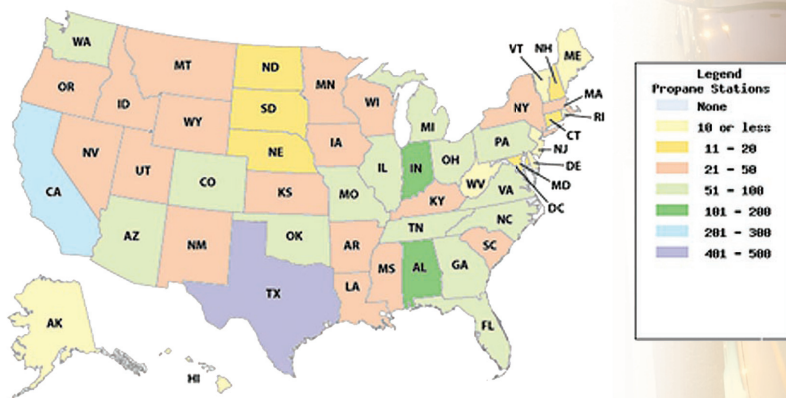 WA
OR
CA
NV
ID
MT
WY
UT
AZ
CO
NM
ND
SD
NE
KS
OK
TX
MN
IA
MO
AR
LA
WI
IL
MI
IN
OH
KY
TN
MS
AL
GA
FL
SC
NC
VA
WV
PA
NY
VT
NH
ME
MA
RI
CT
NJ
DE
MD
DC
AK
HI
Legend
Propane Stations
None
10 or less
11 - 20
21 - 50
51 - 100
101 - 200
201 - 300
401 - 500